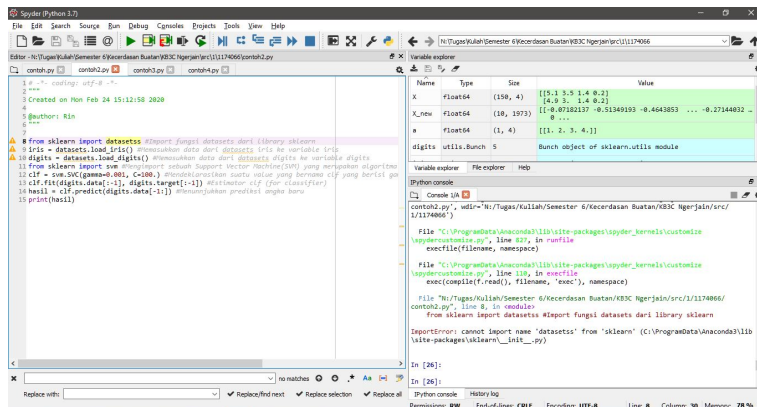 Spyder (Python 3.7)
File Edit Search Source Run Debug Consoles Projects Tools View Help
N:\Tugas\Kuliah\Semester 6\Kecerdasan Buatan\KB3C Ngerjain\src\1\1174066
Editor - N:\Tugas\Kuliah\Semester 6\Kecerdasan Buatan\KB3C Ngerjain\src\1\1174066\contoh2.py
contoh.py contoh2.py contoh3.py contoh4.py
1 # -*- coding: utf-8 -*-
2 """
3 Created on Mon Feb 24 15:12:58 2020
4
5 @author: Rin
6 """
7
8 from sklearn import datasetss #Import fungsi datasets dari library sklearn
9 iris = datasets.load_iris() #Memasukkan data dari datasets iris ke variable iris
10 digits = datasets.load_digits() #Memasukkan data dari datasets digits ke variable digits
11 from sklearn import svm #Mengimport sebuah Support Vector Machine(SVM) yang merupakan algoritma
12 clf = svm.SVC(gamma=0.001, C=100.) #Mendeklarasikan suatu value yang bernama clf yang berisi ga
13 clf.fit(digits.data[:-1], digits.target[:-1]) #Estimator clf (for classifier)
14 hasil = clf.predict(digits.data[-1:]) #Menunnjukkan prediksi angka baru
15 print(hasil)
no matches Aa
Replace with: Replace/find next Replace selection Replace all
Variable explorer
Name Type Size Value
X float64 (150, 4) [[5.1 3.5 1.4 0.2]
[4.9 3. 1.4 0.2]
X_new float64 (10, 1973) [[-0.07182137 -0.51349193 -0.4643853 ... -0.27144032 ...
0 ...
a float64 (1, 4) [[1. 2. 3. 4.]]
digits utils.Bunch 5 Bunch object of sklearn.utils module
Variable explorer File explorer Help
IPython console
Console 1/A
contoh2.py', wdir='N:/Tugas/Kuliah/Semester 6/Kecerdasan Buatan/KB3C Ngerjain/src/
1/1174066')
File "C:\ProgramData\Anaconda3\lib\site-packages\spyder_kernels\customize
\spydercustomize.py", line 827, in runfile
execfile(filename, namespace)
File "C:\ProgramData\Anaconda3\lib\site-packages\spyder_kernels\customize
\spydercustomize.py", line 110, in execfile
exec(compile(f.read(), filename, 'exec'), namespace)
File "N:/Tugas/Kuliah/Semester 6/Kecerdasan Buatan/KB3C Ngerjain/src/1/1174066/
contoh2.py", line 8, in <module>
from sklearn import datasetss #Import fungsi datasets dari library sklearn
ImportError: cannot import name 'datasetss' from 'sklearn' (C:\ProgramData\Anaconda3\lib
\site-packages\sklearn\__init__.py)
In [26]:
In [26]:
IPython console History log
Permissions: RW End-of-lines: CRLF Encoding: UTF-8 Line: 8 Column: 30 Memory: 78 %